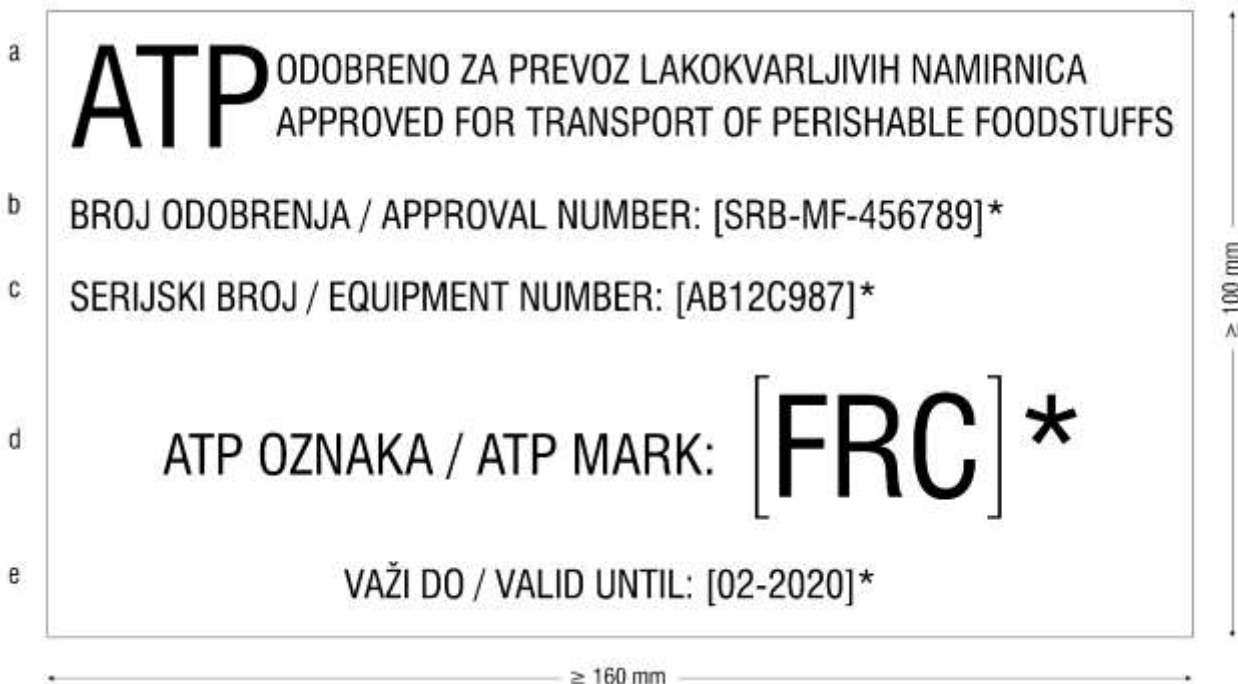 a
ATP ODOBRENO ZA PREVOZ LAKOKVARLJIVIH NAMIRNICA
APPROVED FOR TRANSPORT OF PERISHABLE FOODSTUFFS
b
BROJ ODOBRENJA / APPROVAL NUMBER: [SRB-MF-456789]*
c
SERIJSKI BROJ / EQUIPMENT NUMBER: [AB12C987]*
d
ATP OZNAKA / ATP MARK: [FRC]*
e
VAŽI DO / VALID UNTIL: [02-2020]*
≥ 100 mm
≥ 160 mm